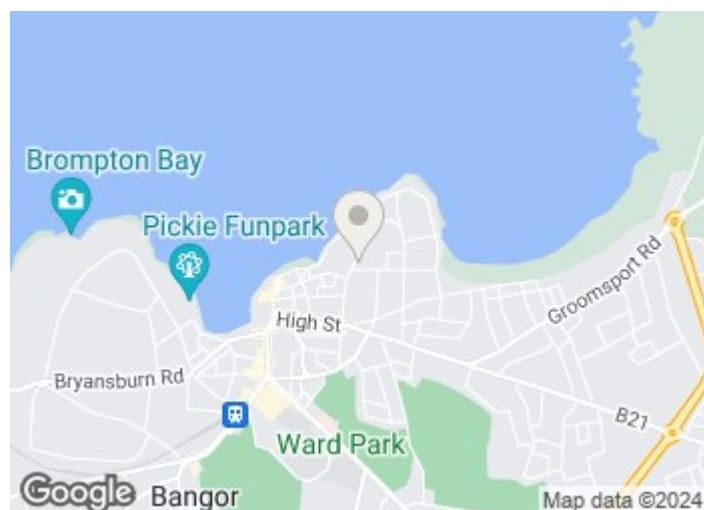 Brompton Bay
Pickie Funpark
Groomsport Rd
High St
Bryansburn Rd
B21
Ward Park
Google
Bangor
Map data ©2024